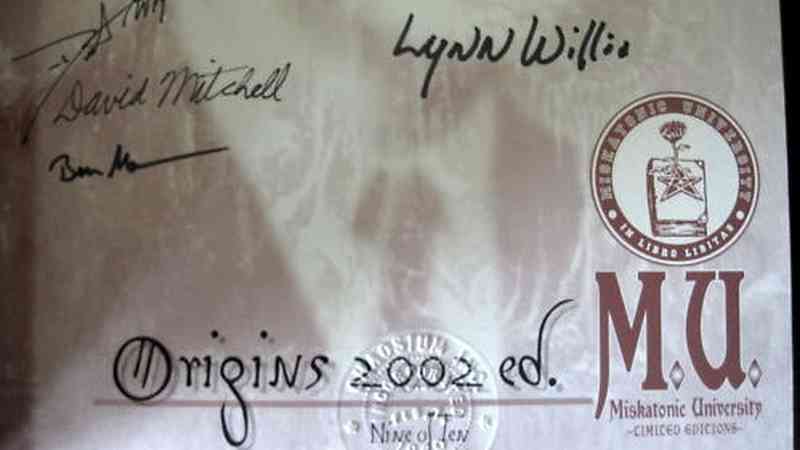 Lynn Willis
David Mitchell
MISKATONIC UNIVERSITY
IN LIBRO LIBITAS
M.U.
Origins 2002 ed.
Miskatonic University
~LIMITED EDITIONS~
Nine of Ten